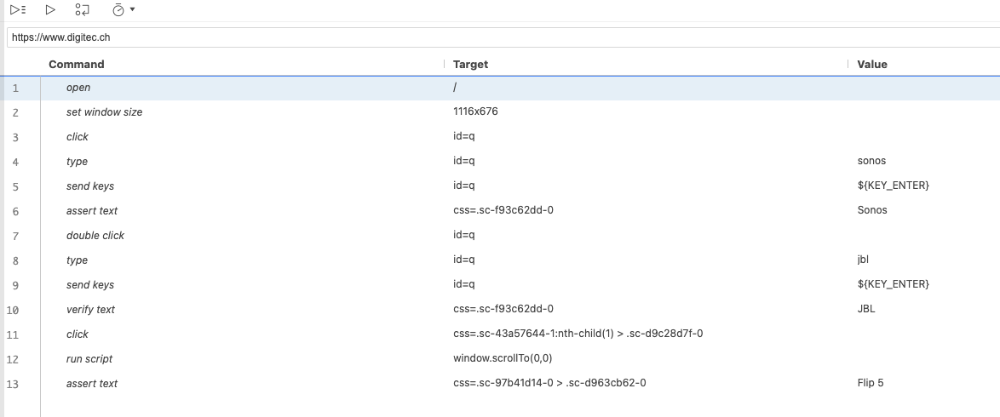 https://www.digitec.ch
Command Target Value
1 open /
2 set window size 1116x676
3 click id=q
4 type id=q sonos
5 send keys id=q ${KEY_ENTER}
6 assert text css=.sc-f93c62dd-0 Sonos
7 double click id=q
8 type id=q jbl
9 send keys id=q ${KEY_ENTER}
10 verify text css=.sc-f93c62dd-0 JBL
11 click css=.sc-43a57644-1:nth-child(1) > .sc-d9c28d7f-0
12 run script window.scrollTo(0,0)
13 assert text css=.sc-97b41d14-0 > .sc-d963cb62-0 Flip 5